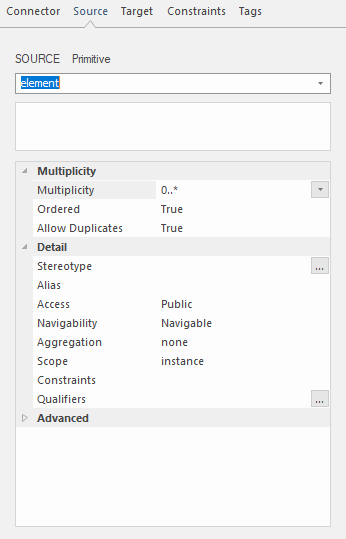 Connector Source Target Constraints Tags
SOURCE Primitive
element
Multiplicity
Multiplicity 0..*
Ordered True
Allow Duplicates True
Detail
Stereotype ...
Alias
Access Public
Navigability Navigable
Aggregation none
Scope instance
Constraints
Qualifiers ...
Advanced